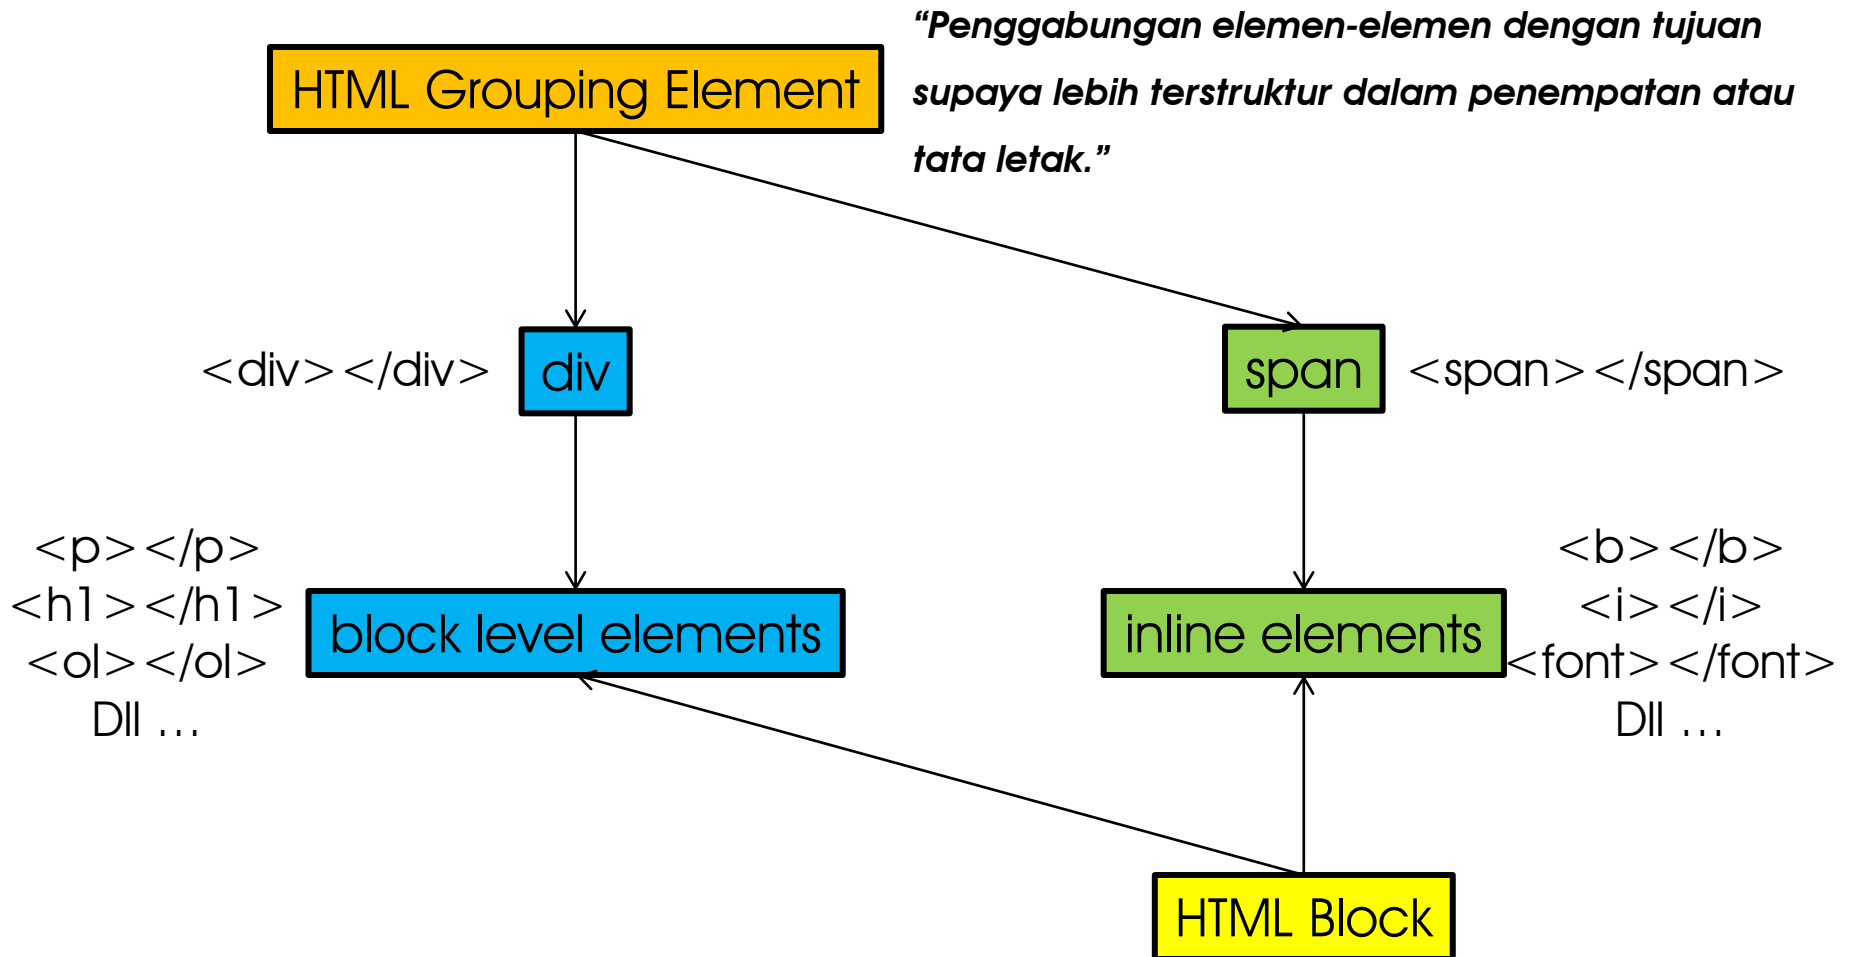 “Penggabungan elemen-elemen dengan tujuan
supaya lebih terstruktur dalam penempatan atau
tata letak.”
HTML Grouping Element
<div></div>
div
span
<span></span>
<p></p>
<h1></h1>
<ol></ol>
Dll ...
block level elements
inline elements
<b></b>
<i></i>
<font></font>
Dll ...
HTML Block